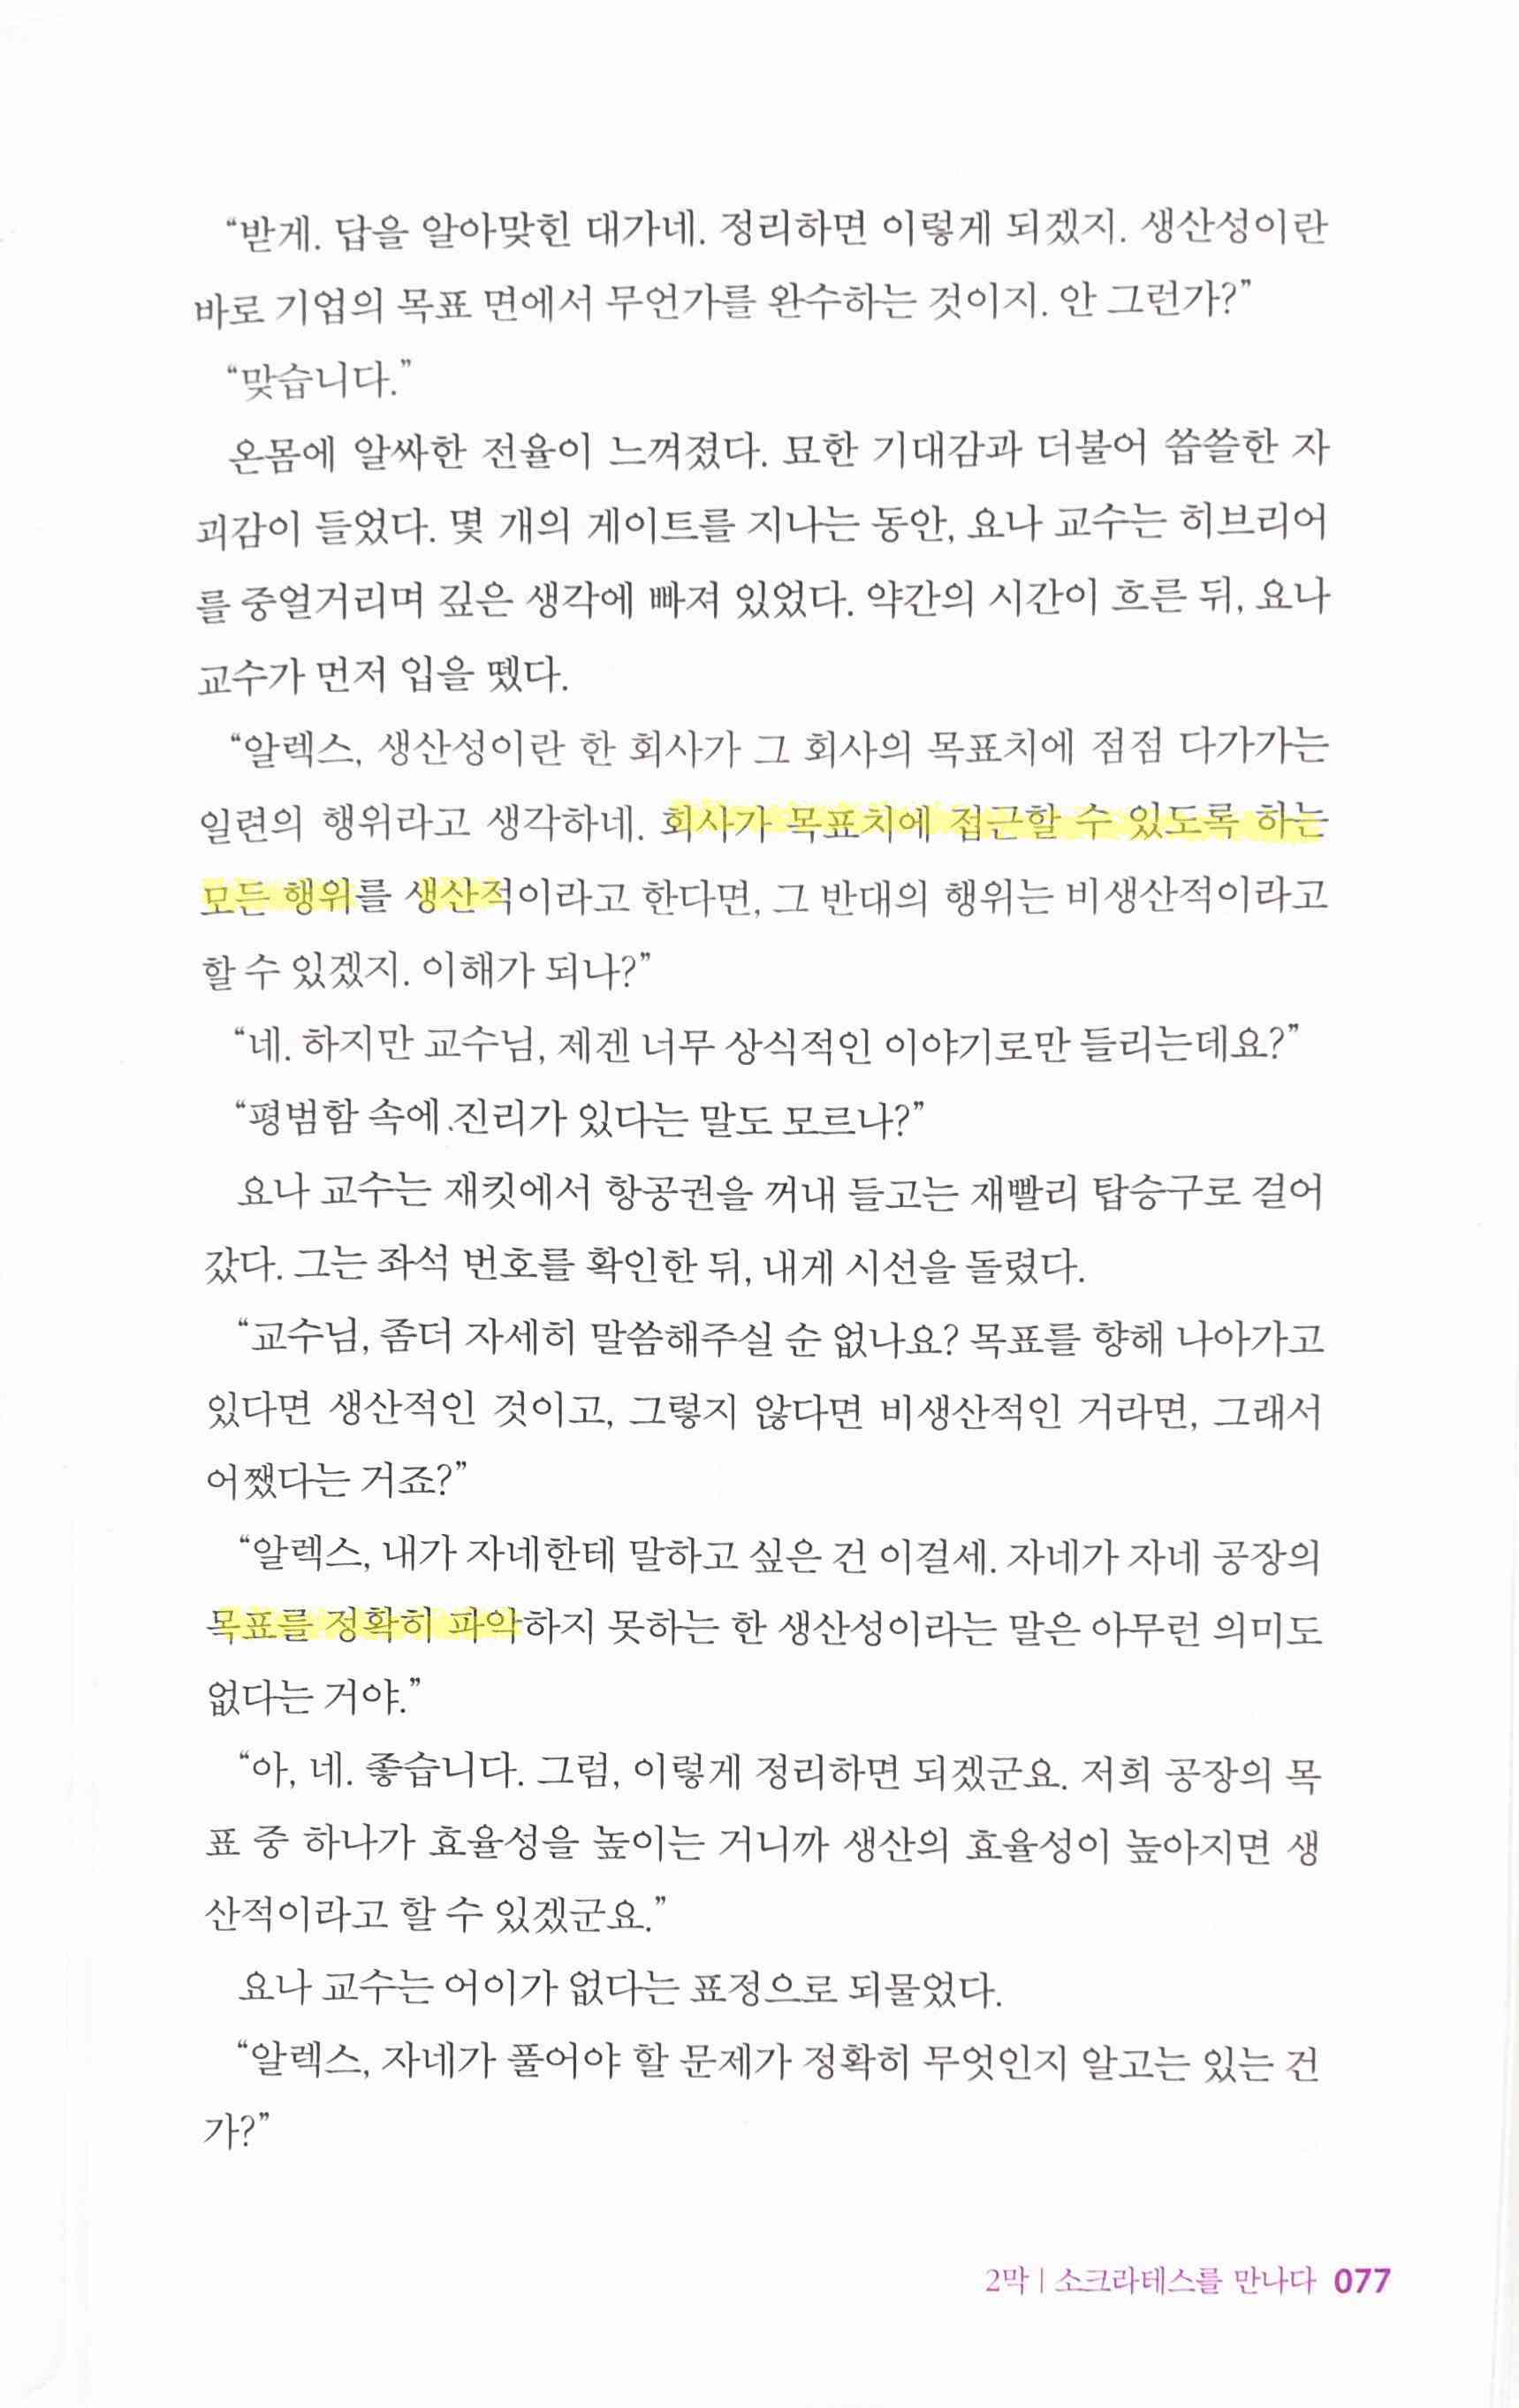 “받게. 답을 알아맞힌 대가네. 정리하면 이렇게 되겠지. 생산성이란
바로 기업의 목표 면에서 무언가를 완수하는 것이지. 안 그런가?”
“맞습니다.”
온몸에 알싸한 전율이 느껴졌다. 묘한 기대감과 더불어 씁쓸한 자
괴감이 들었다. 몇 개의 게이트를 지나는 동안, 요나 교수는 히브리어
를 중얼거리며 깊은 생각에 빠져 있었다. 약간의 시간이 흐른 뒤, 요나
교수가 먼저 입을 뗐다.
“알렉스, 생산성이란 한 회사가 그 회사의 목표치에 점점 다가가는
일련의 행위라고 생각하네. 회사가 목표치에 접근할 수 있도록 하는
모든 행위를 생산적이라고 한다면, 그 반대의 행위는 비생산적이라고
할 수 있겠지. 이해가 되나?”
“네. 하지만 교수님, 제겐 너무 상식적인 이야기로만 들리는데요?”
“평범함 속에 진리가 있다는 말도 모르나?”
요나 교수는 재킷에서 항공권을 꺼내 들고는 재빨리 탑승구로 걸어
갔다. 그는 좌석 번호를 확인한 뒤, 내게 시선을 돌렸다.
“교수님, 좀더 자세히 말씀해주실 순 없나요? 목표를 향해 나아가고
있다면 생산적인 것이고, 그렇지 않다면 비생산적인 거라면, 그래서
어쨌다는 거죠?”
“알렉스, 내가 자네한테 말하고 싶은 건 이걸세. 자네가 자네 공장의
목표를 정확히 파악하지 못하는 한 생산성이라는 말은 아무런 의미도
없다는 거야.”
“아, 네. 좋습니다. 그럼, 이렇게 정리하면 되겠군요. 저희 공장의 목
표 중 하나가 효율성을 높이는 거니까 생산의 효율성이 높아지면 생
산적이라고 할 수 있겠군요.”
요나 교수는 어이가 없다는 표정으로 되물었다.
“알렉스, 자네가 풀어야 할 문제가 정확히 무엇인지 알고는 있는 건
가?”
2막 | 소크라테스를 만나다 077